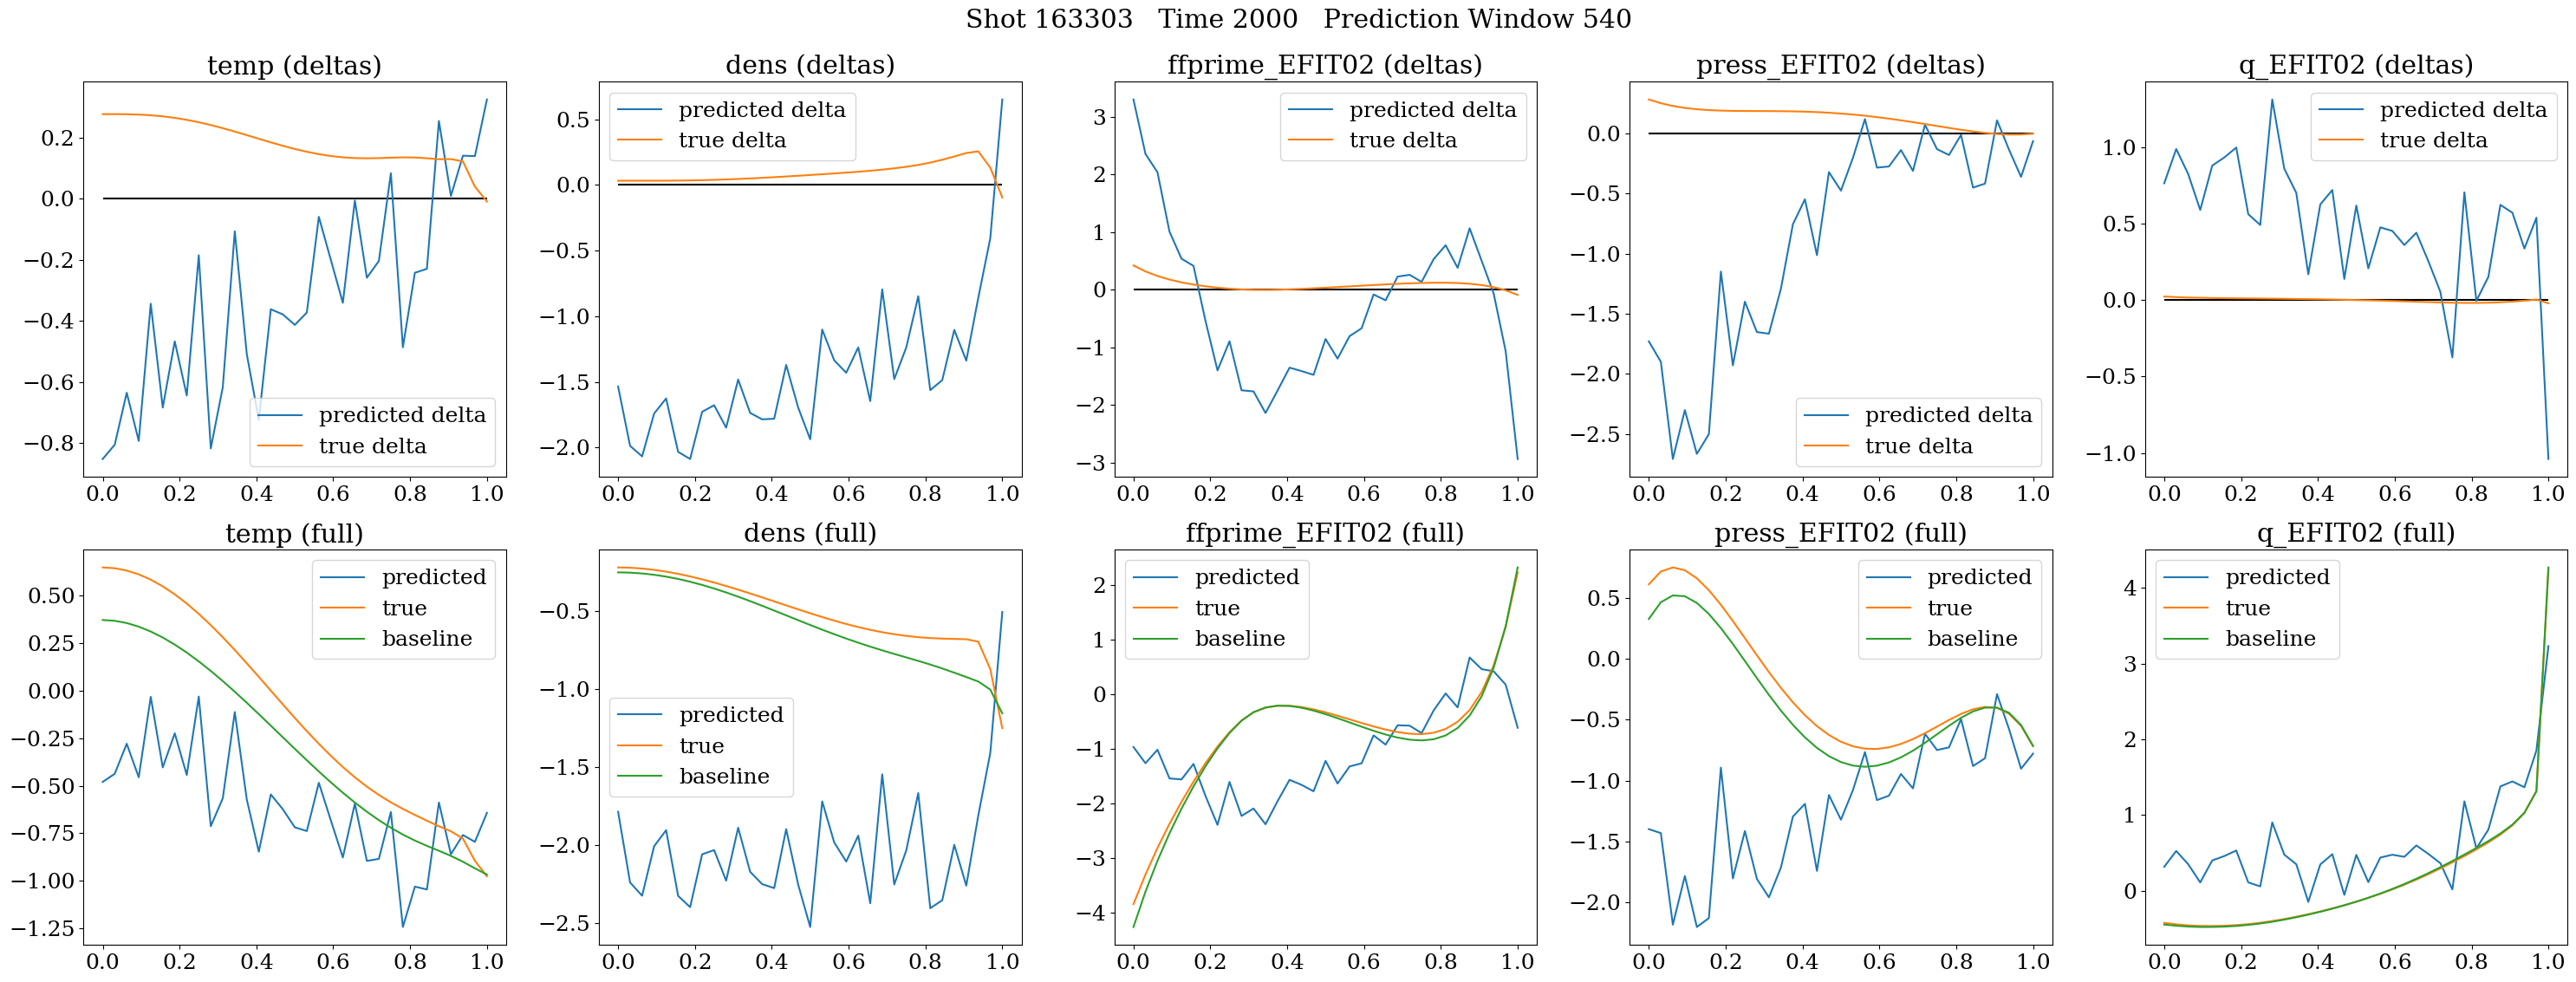 Shot 163303 Time 2000 Prediction Window 540
temp (deltas)
0.2
0.0
−0.2
−0.4
−0.6
−0.8
predicted delta
true delta
0.0 0.2 0.4 0.6 0.8 1.0
dens (deltas)
0.5
0.0
−0.5
−1.0
−1.5
−2.0
predicted delta
true delta
0.0 0.2 0.4 0.6 0.8 1.0
ffprime_EFIT02 (deltas)
3
2
1
0
−1
−2
−3
predicted delta
true delta
0.0 0.2 0.4 0.6 0.8 1.0
press_EFIT02 (deltas)
0.0
−0.5
−1.0
−1.5
−2.0
−2.5
predicted delta
true delta
0.0 0.2 0.4 0.6 0.8 1.0
q_EFIT02 (deltas)
1.0
0.5
0.0
−0.5
−1.0
predicted delta
true delta
0.0 0.2 0.4 0.6 0.8 1.0
temp (full)
0.50
0.25
0.00
−0.25
−0.50
−0.75
−1.00
−1.25
predicted
true
baseline
0.0 0.2 0.4 0.6 0.8 1.0
dens (full)
−0.5
−1.0
−1.5
−2.0
−2.5
predicted
true
baseline
0.0 0.2 0.4 0.6 0.8 1.0
ffprime_EFIT02 (full)
2
1
0
−1
−2
−3
−4
predicted
true
baseline
0.0 0.2 0.4 0.6 0.8 1.0
press_EFIT02 (full)
0.5
0.0
−0.5
−1.0
−1.5
−2.0
predicted
true
baseline
0.0 0.2 0.4 0.6 0.8 1.0
q_EFIT02 (full)
4
3
2
1
0
predicted
true
baseline
0.0 0.2 0.4 0.6 0.8 1.0